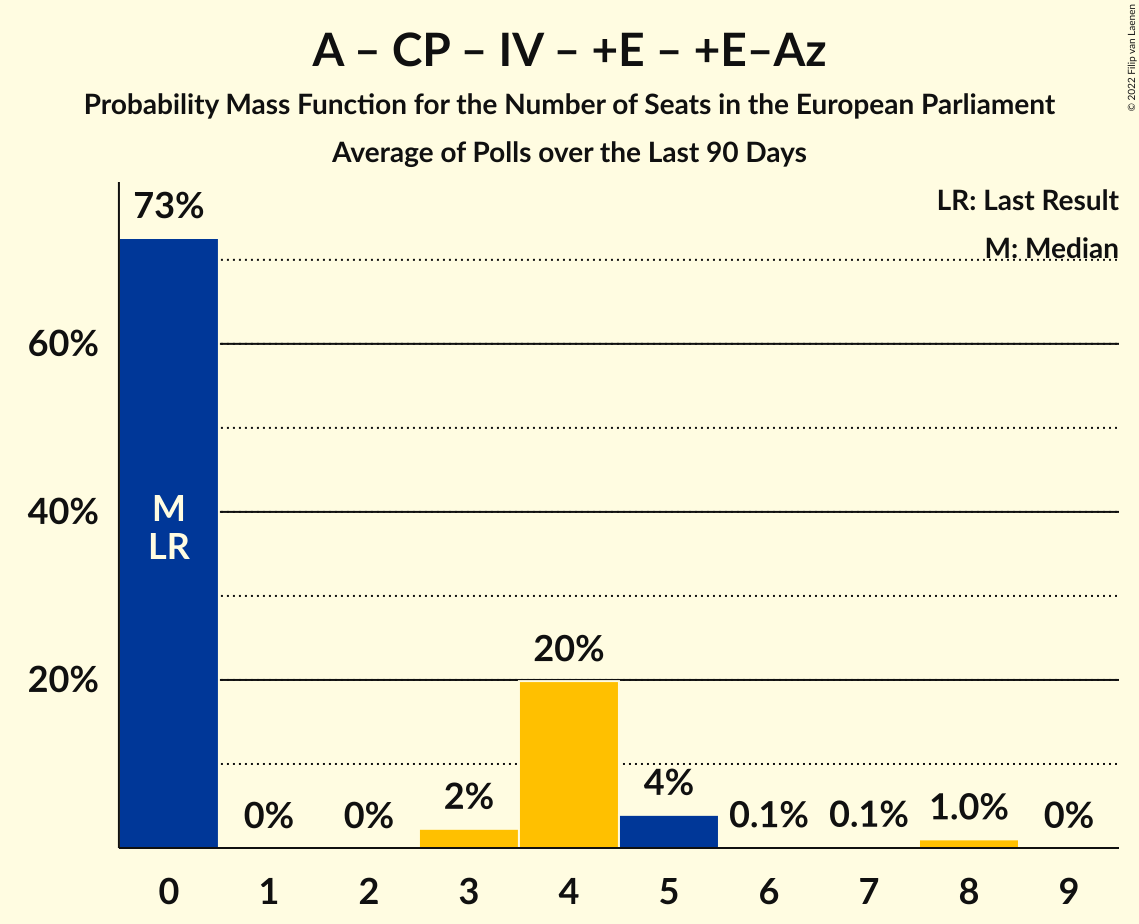 A – CP – IV – +E – +E–Az
Probability Mass Function for the Number of Seats in the European Parliament
Average of Polls over the Last 90 Days
© 2022 Filip van Laenen
LR: Last Result
M: Median
73%
60%
40%
20%
M
LR
0%
0%
2%
20%
4%
0.1%
0.1%
1.0%
0%
0
1
2
3
4
5
6
7
8
9